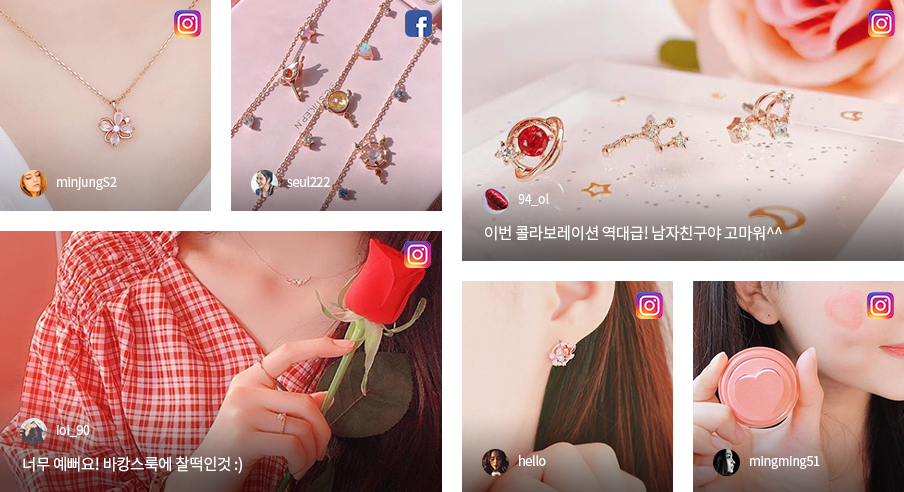 minjungS2
seul222
94_ol
이번 콜라보레이션 역대급! 남자친구야 고마워^^
ioi_90
너무 예뻐요! 바캉스룩에 찰떡인것 :)
hello
mingming51